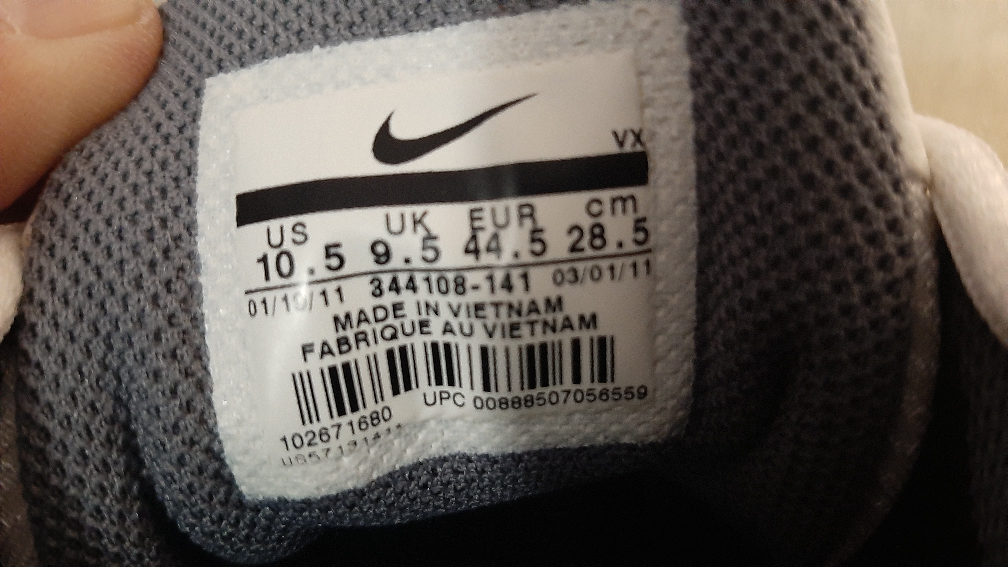 VX
US UK EUR cm
10.5 9.5 44.5 28.5
01/19/11 344108-141 03/01/11
MADE IN VIETNAM
FABRIQUE AU VIETNAM
UPC 00888507056559
102671680